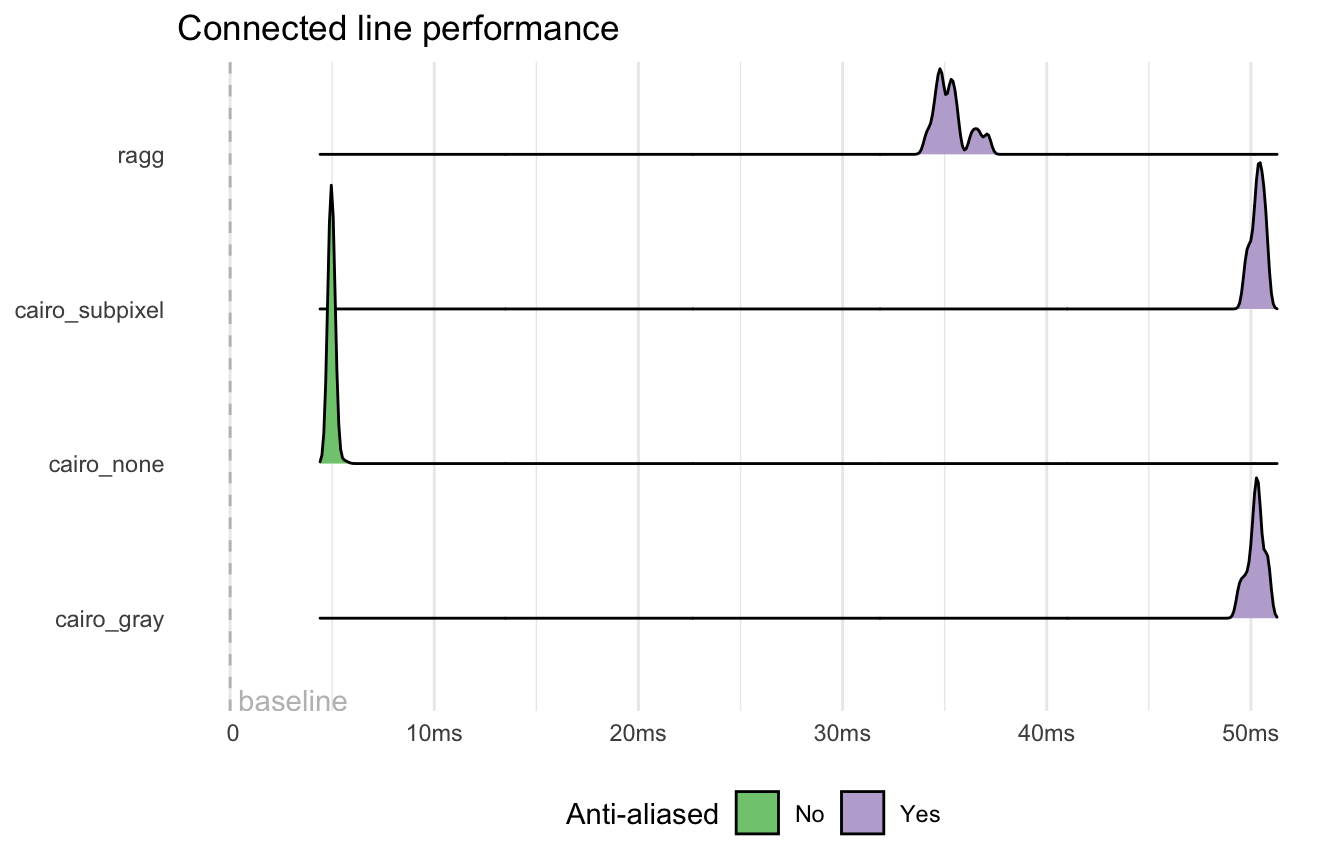 Connected line performance
ragg
cairo_subpixel
cairo_none
cairo_gray
baseline
0 10ms 20ms 30ms 40ms 50ms
Anti-aliased No Yes